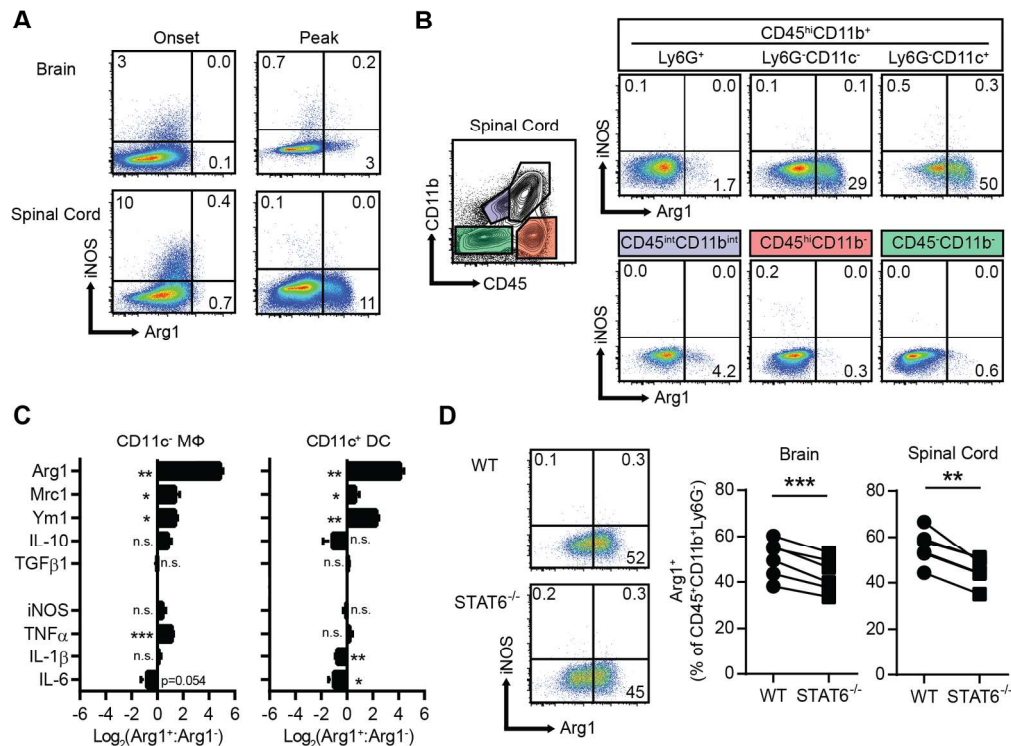 A
Onset
Peak
Brain
3
0.0
0.1
0.7
0.2
3
Spinal Cord
10
0.4
0.7
0.1
0.0
11
iNOS
Arg1
B
CD45hiCD11b+
Ly6G+
Ly6G-CD11c-
Ly6G-CD11c+
Spinal Cord
CD11b
CD45
iNOS
0.1
0.0
1.7
0.1
0.1
29
0.5
0.3
50
Arg1
CD45intCD11bint
CD45hiCD11b-
CD45-CD11b-
iNOS
0.0
0.0
4.2
0.2
0.0
0.3
0.0
0.0
0.6
Arg1
C
CD11c- MΦ
CD11c+ DC
Arg1
**
**
Mrc1
*
*
Ym1
*
**
IL-10
n.s.
n.s.
TGFβ1
n.s.
n.s.
iNOS
n.s.
n.s.
TNFα
***
n.s.
IL-1β
n.s.
**
IL-6
p=0.054
*
-6 -4 -2 0 2 4 6
-6 -4 -2 0 2 4 6
Log2(Arg1+:Arg1-)
Log2(Arg1+:Arg1-)
D
WT
0.1
0.3
52
STAT6-/-
0.2
0.3
45
iNOS
Arg1
Brain
Spinal Cord
***
**
Arg1+
(% of CD45+CD11b+Ly6G-)
80
60
40
20
0
80
60
40
20
0
WT STAT6-/-
WT STAT6-/-